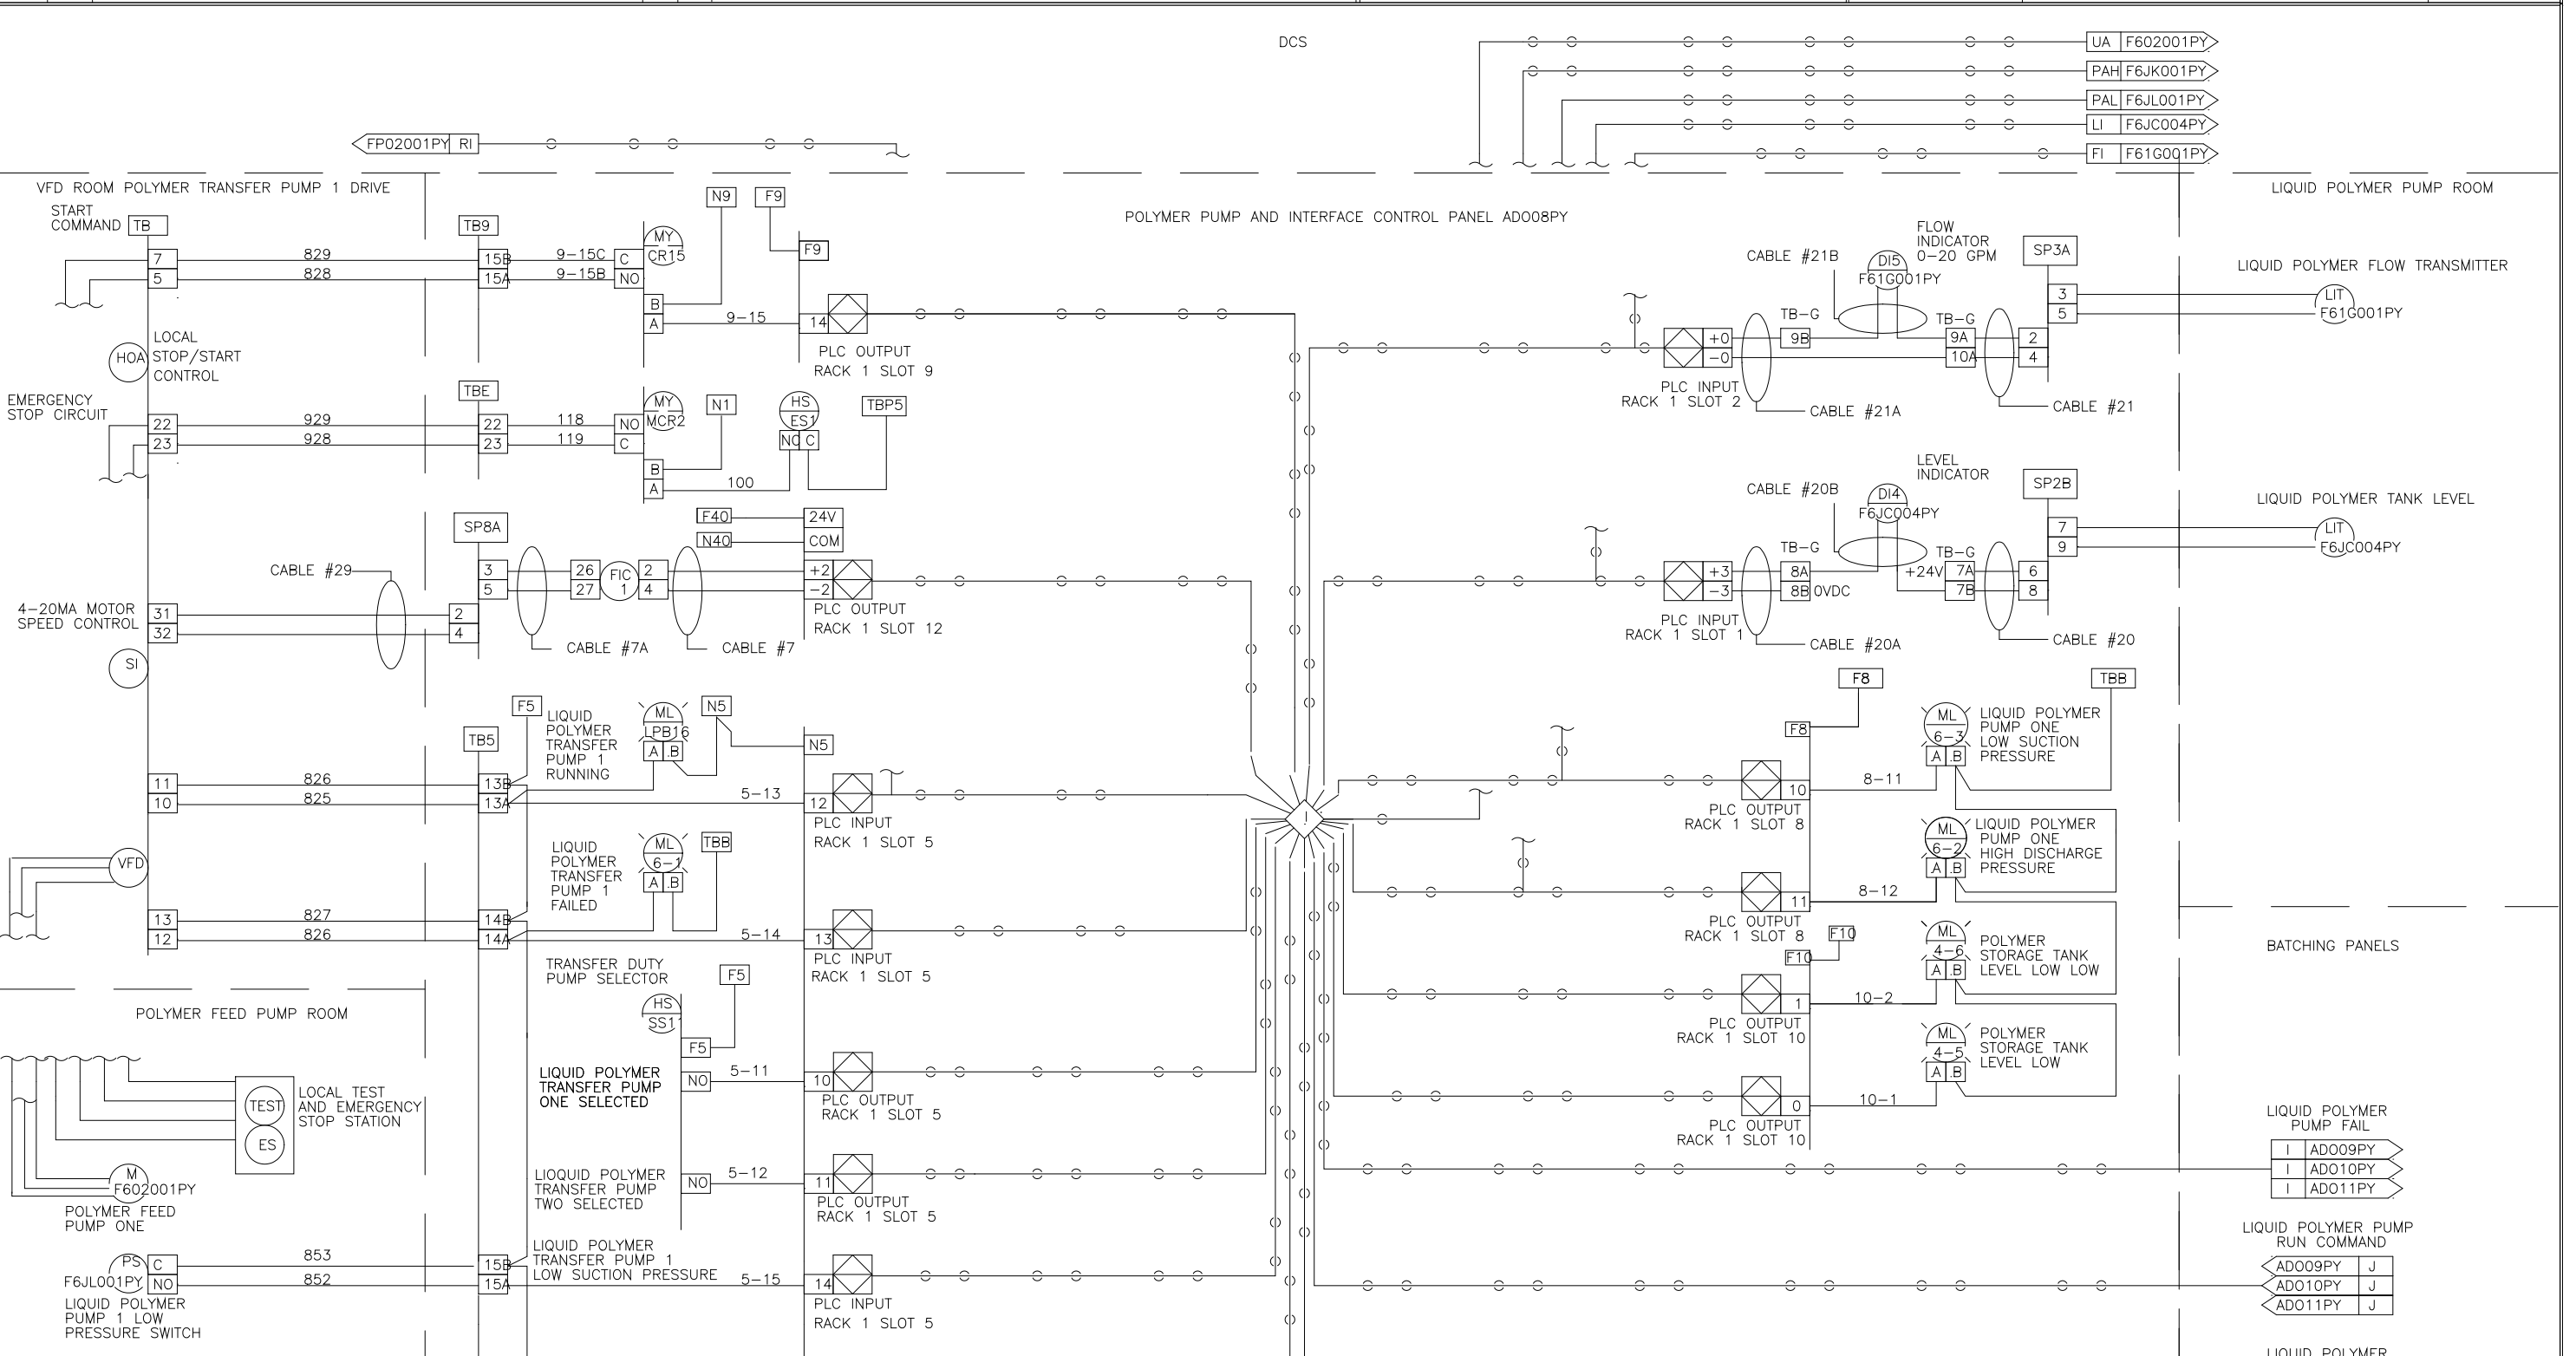 DCS
UA F602001PY
PAH F6JK001PY
PAL F6JL001PY
LI F6JC004PY
FI F61G001PY
FP02001PY RI
VFD ROOM POLYMER TRANSFER PUMP 1 DRIVE
POLYMER PUMP AND INTERFACE CONTROL PANEL AD008PY
LIQUID POLYMER PUMP ROOM
START
COMMAND
TB
7
5
829
828
TB9
15B
15A
9-15C
9-15B
C
NO
MY
CR15
B
A
9-15
N9
F9
F9
14
PLC OUTPUT
RACK 1 SLOT 9
HOA
LOCAL
STOP/START
CONTROL
EMERGENCY
STOP CIRCUIT
22
23
929
928
TBE
22
23
118
119
NO
C
MY
MCR2
B
A
100
N1
HS
ES1
NC C
TBP5
CABLE #29
4-20MA MOTOR
SPEED CONTROL
31
32
2
4
SP8A
3
5
26
27
FIC
1
2
4
CABLE #7A
CABLE #7
F40
N40
24V
COM
+2
-2
PLC OUTPUT
RACK 1 SLOT 12
SI
11
10
826
825
TB5
13B
13A
F5
LIQUID
POLYMER
TRANSFER
PUMP 1
RUNNING
ML
LPB16
A B
N5
N5
5-13
12
PLC INPUT
RACK 1 SLOT 5
VFD
13
12
827
826
14B
14A
LIQUID
POLYMER
TRANSFER
PUMP 1
FAILED
ML
6-1
A B
TBB
5-14
13
PLC INPUT
RACK 1 SLOT 5
POLYMER FEED PUMP ROOM
TRANSFER DUTY
PUMP SELECTOR
HS
SS1
F5
F5
LIQUID POLYMER
TRANSFER PUMP
ONE SELECTED
NO
5-11
10
PLC OUTPUT
RACK 1 SLOT 5
TEST
ES
LOCAL TEST
AND EMERGENCY
STOP STATION
M
F602001PY
POLYMER FEED
PUMP ONE
LIOQUID POLYMER
TRANSFER PUMP
TWO SELECTED
NO
5-12
11
PLC OUTPUT
RACK 1 SLOT 5
PS
F6JL001PY
C
NO
853
852
15B
15A
LIQUID POLYMER
PUMP 1 LOW
PRESSURE SWITCH
LIQUID POLYMER
TRANSFER PUMP 1
LOW SUCTION PRESSURE
5-15
14
PLC INPUT
RACK 1 SLOT 5
I
FLOW
INDICATOR
0-20 GPM
CABLE #21B
DI5
F61G001PY
SP3A
LIQUID POLYMER FLOW TRANSMITTER
3
5
LIT
F61G001PY
+0
-0
TB-G
9B
TB-G
9A
10A
2
4
PLC INPUT
RACK 1 SLOT 2
CABLE #21A
CABLE #21
LEVEL
INDICATOR
CABLE #20B
DI4
F6JC004PY
SP2B
LIQUID POLYMER TANK LEVEL
7
9
LIT
F6JC004PY
+3
-3
TB-G
8A
8B 0VDC
TB-G
+24V 7A
7B
6
8
PLC INPUT
RACK 1 SLOT 1
CABLE #20A
CABLE #20
F8
F8
TBB
ML
6-3
A B
LIQUID POLYMER
PUMP ONE
LOW SUCTION
PRESSURE
8-11
10
PLC OUTPUT
RACK 1 SLOT 8
ML
6-2
A B
LIQUID POLYMER
PUMP ONE
HIGH DISCHARGE
PRESSURE
8-12
11
PLC OUTPUT
RACK 1 SLOT 8
F10
F10
ML
4-6
A B
POLYMER
STORAGE TANK
LEVEL LOW LOW
10-2
1
PLC OUTPUT
RACK 1 SLOT 10
ML
4-5
A B
POLYMER
STORAGE TANK
LEVEL LOW
10-1
0
PLC OUTPUT
RACK 1 SLOT 10
BATCHING PANELS
LIQUID POLYMER
PUMP FAIL
I AD009PY
I AD010PY
I AD011PY
LIQUID POLYMER PUMP
RUN COMMAND
AD009PY J
AD010PY J
AD011PY J
LIQUID POLYMER